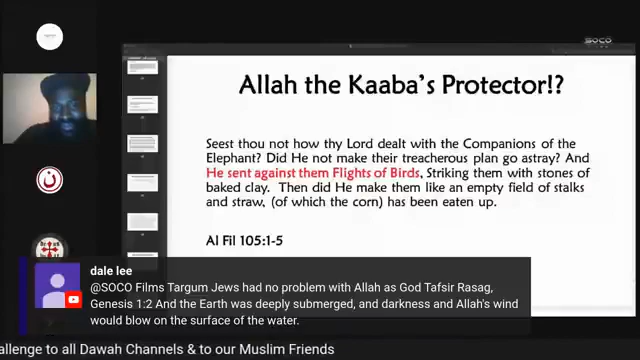 SOCO
Allah the Kaaba's Protector!?
Seest thou not how thy Lord dealt with the Companions of the
Elephant? Did He not make their treacherous plan go astray? And
He sent against them Flights of Birds, Striking them with stones of
baked clay. Then did He make them like an empty field of stalks
and straw, (of which the corn) has been eaten up.
Al Fil 105:1-5
dale lee
@SOCO Films Targum Jews had no problem with Allah as God Tafsir Rasag,
Genesis 1:2 And the Earth was deeply submerged, and darkness and Allah's wind
would blow on the surface of the water.
allenge to all Dawah Channels & to our Muslim Friends